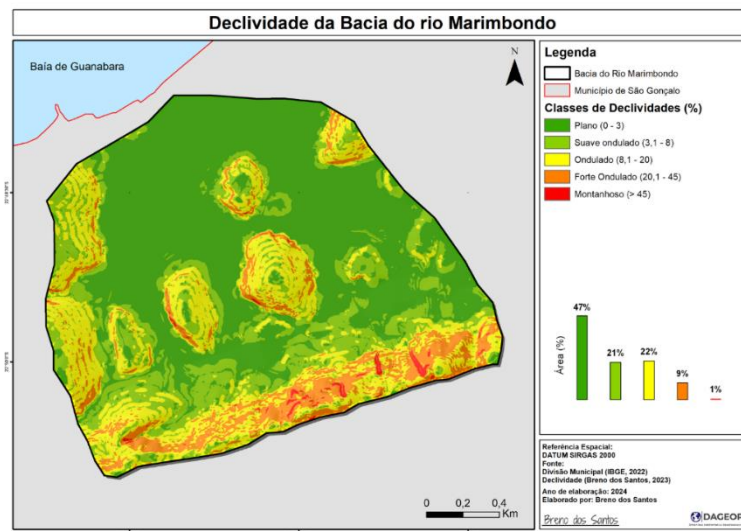 Declividade da Bacia do rio Marimbondo
Baía de Guanabara
N
0 0,2 0,4
Km
Legenda
Bacia do Rio Marimbondo
Município de São Gonçalo
Classes de Declividades (%)
Plano (0 - 3)
Suave ondulado (3,1 - 8)
Ondulado (8,1 - 20)
Forte Ondulado (20,1 - 45)
Montanhoso (> 45)
47%
21%
22%
9%
1%
Área (%)
Referência Espacial:
DATUM SIRGAS 2000
Fonte:
Divisão Municipal (IBGE, 2022)
Declividade (Breno dos Santos, 2023)
Ano de elaboração: 2024
Elaborado por: Breno dos Santos
Breno dos Santos
DAGEOP